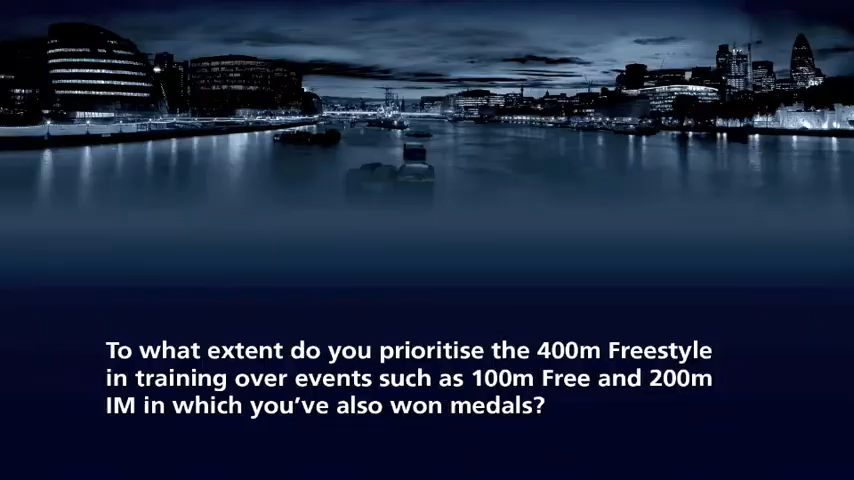 To what extent do you prioritise the 400m Freestyle
in training over events such as 100m Free and 200m
IM in which you've also won medals?